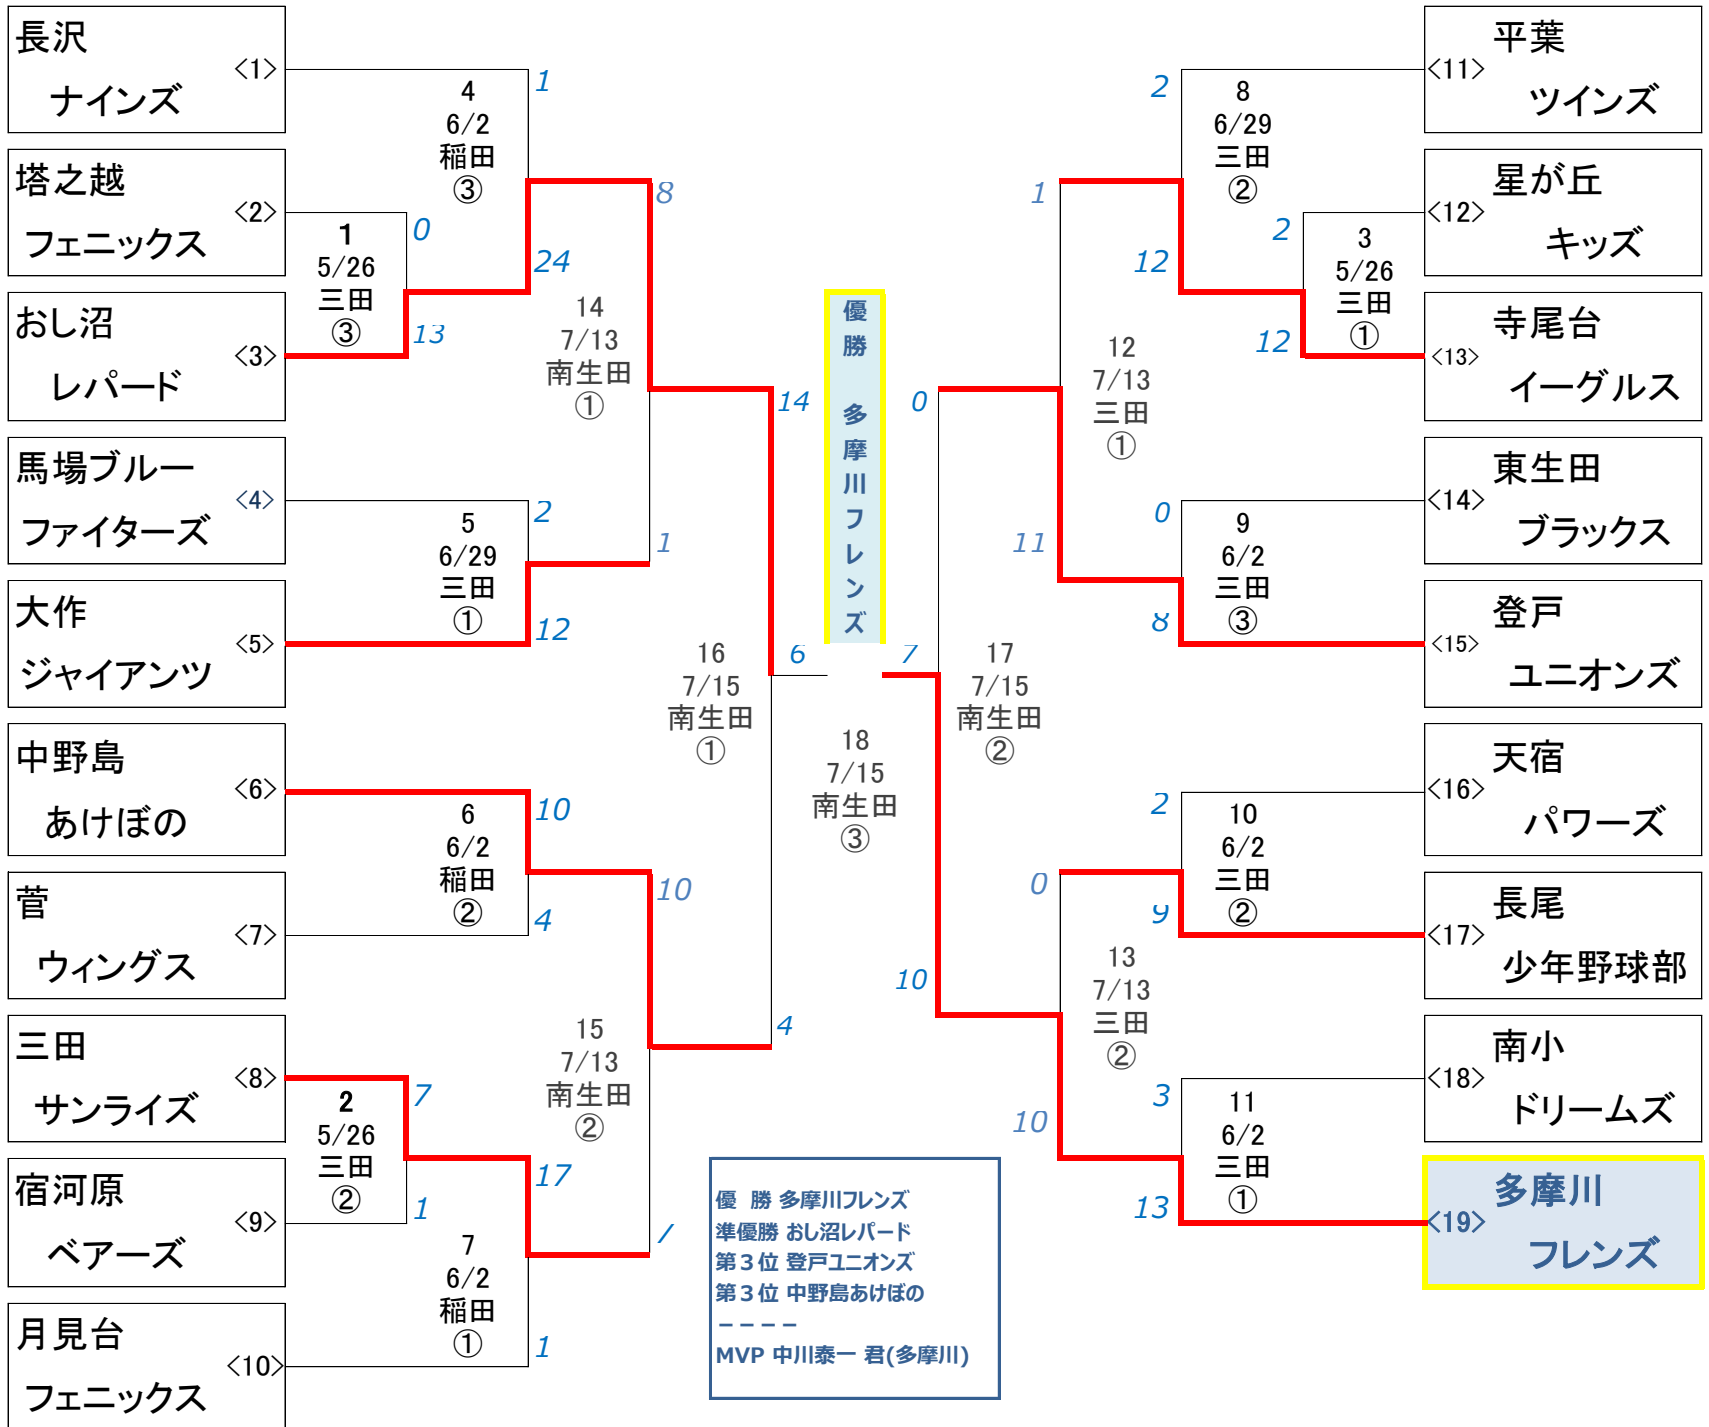 長沢
ナインズ
<1>
塔之越
フェニックス
<2>
おし沼
レパード
<3>
馬場ブルー
ファイターズ
<4>
大作
ジャイアンツ
<5>
中野島
あけぼの
<6>
菅
ウィングス
<7>
三田
サンライズ
<8>
宿河原
ベアーズ
<9>
月見台
フェニックス
<10>
1
5/26
三田
③
0
13
2
5/26
三田
②
7
1
4
6/2
稲田
③
1
24
5
6/29
三田
①
2
12
6
6/2
稲田
②
10
4
7
6/2
稲田
①
17
1
14
7/13
南生田
①
8
1
15
7/13
南生田
②
10
16
7/15
南生田
①
14
4
優勝 多摩川フレンズ
6
7
18
7/15
南生田
③
17
7/15
南生田
②
0
10
12
7/13
三田
①
1
11
13
7/13
三田
②
0
10
8
6/29
三田
②
2
12
3
5/26
三田
①
2
12
9
6/2
三田
③
0
8
10
6/2
三田
②
2
9
11
6/2
三田
①
3
13
平葉
ツインズ
<11>
星が丘
キッズ
<12>
寺尾台
イーグルス
<13>
東生田
ブラックス
<14>
登戸
ユニオンズ
<15>
天宿
パワーズ
<16>
長尾
少年野球部
<17>
南小
ドリームズ
<18>
多摩川
フレンズ
<19>
優 勝 多摩川フレンズ
準優勝 おし沼レパード
第３位 登戸ユニオンズ
第３位 中野島あけぼの
－－－－
MVP 中川泰一 君(多摩川)